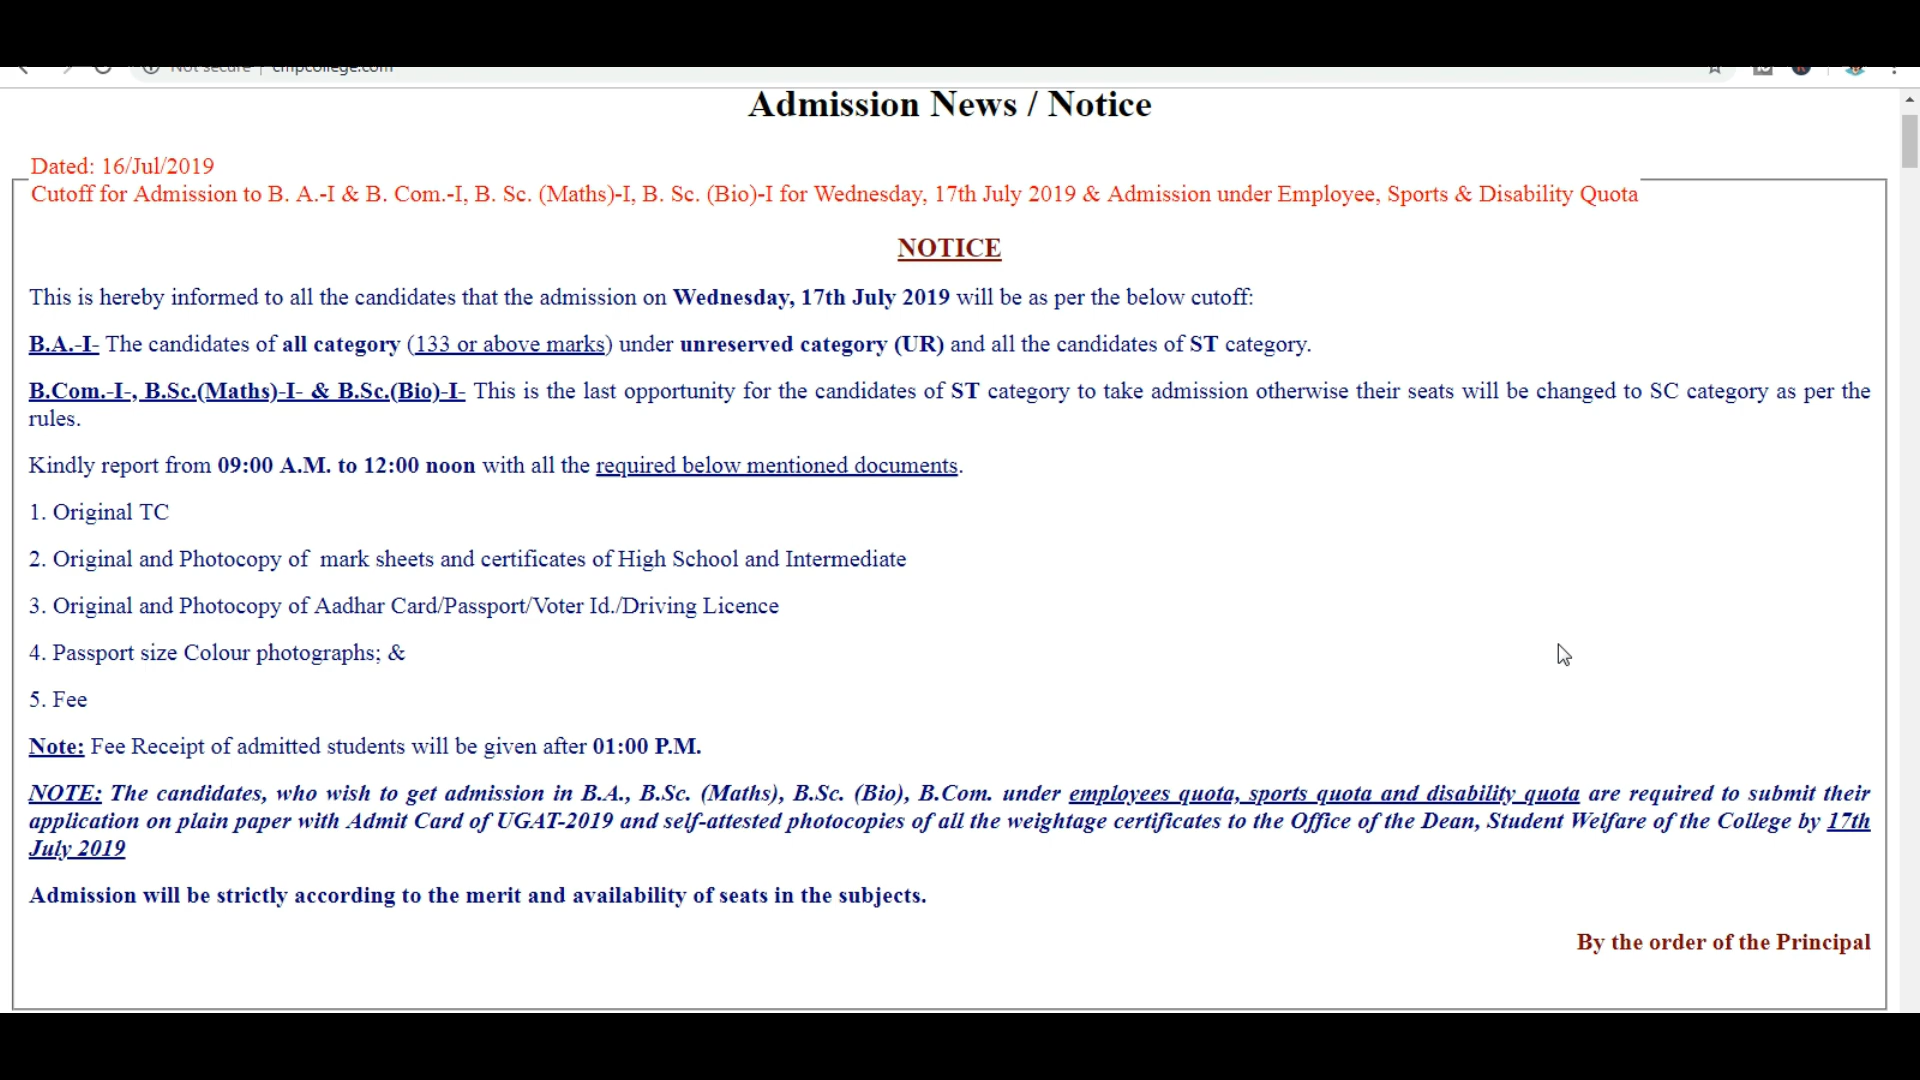 Not secure | cmpcollege.com
Admission News / Notice
Dated: 16/Jul/2019
Cutoff for Admission to B. A.-I & B. Com.-I, B. Sc. (Maths)-I, B. Sc. (Bio)-I for Wednesday, 17th July 2019 & Admission under Employee, Sports & Disability Quota
NOTICE
This is hereby informed to all the candidates that the admission on Wednesday, 17th July 2019 will be as per the below cutoff:
B.A.-I- The candidates of all category (133 or above marks) under unreserved category (UR) and all the candidates of ST category.
B.Com.-I-, B.Sc.(Maths)-I- & B.Sc.(Bio)-I- This is the last opportunity for the candidates of ST category to take admission otherwise their seats will be changed to SC category as per the
rules.
Kindly report from 09:00 A.M. to 12:00 noon with all the required below mentioned documents.
1. Original TC
2. Original and Photocopy of mark sheets and certificates of High School and Intermediate
3. Original and Photocopy of Aadhar Card/Passport/Voter Id./Driving Licence
4. Passport size Colour photographs; &
5. Fee
Note: Fee Receipt of admitted students will be given after 01:00 P.M.
NOTE: The candidates, who wish to get admission in B.A., B.Sc. (Maths), B.Sc. (Bio), B.Com. under employees quota, sports quota and disability quota are required to submit their
application on plain paper with Admit Card of UGAT-2019 and self-attested photocopies of all the weightage certificates to the Office of the Dean, Student Welfare of the College by 17th
July 2019
Admission will be strictly according to the merit and availability of seats in the subjects.
By the order of the Principal